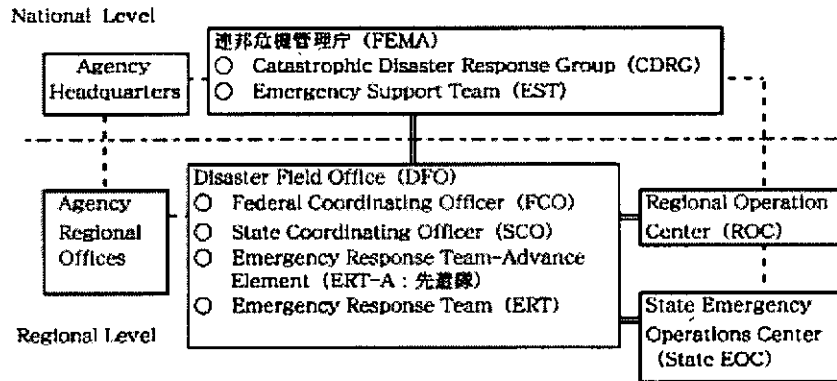 National Level
連邦危機管理庁 (FEMA)
○ Catastrophic Disaster Response Group (CDRG)
○ Emergency Support Team (EST)
Agency
Headquarters
Disaster Field Office (DFO)
○ Federal Coordinating Officer (FCO)
○ State Coordinating Officer (SCO)
○ Emergency Response Team-Advance
Element (ERT-A：先遣隊)
○ Emergency Response Team (ERT)
Agency
Regional
Offices
Regional Operation
Center (ROC)
State Emergency
Operations Center
(State EOC)
Regional Level